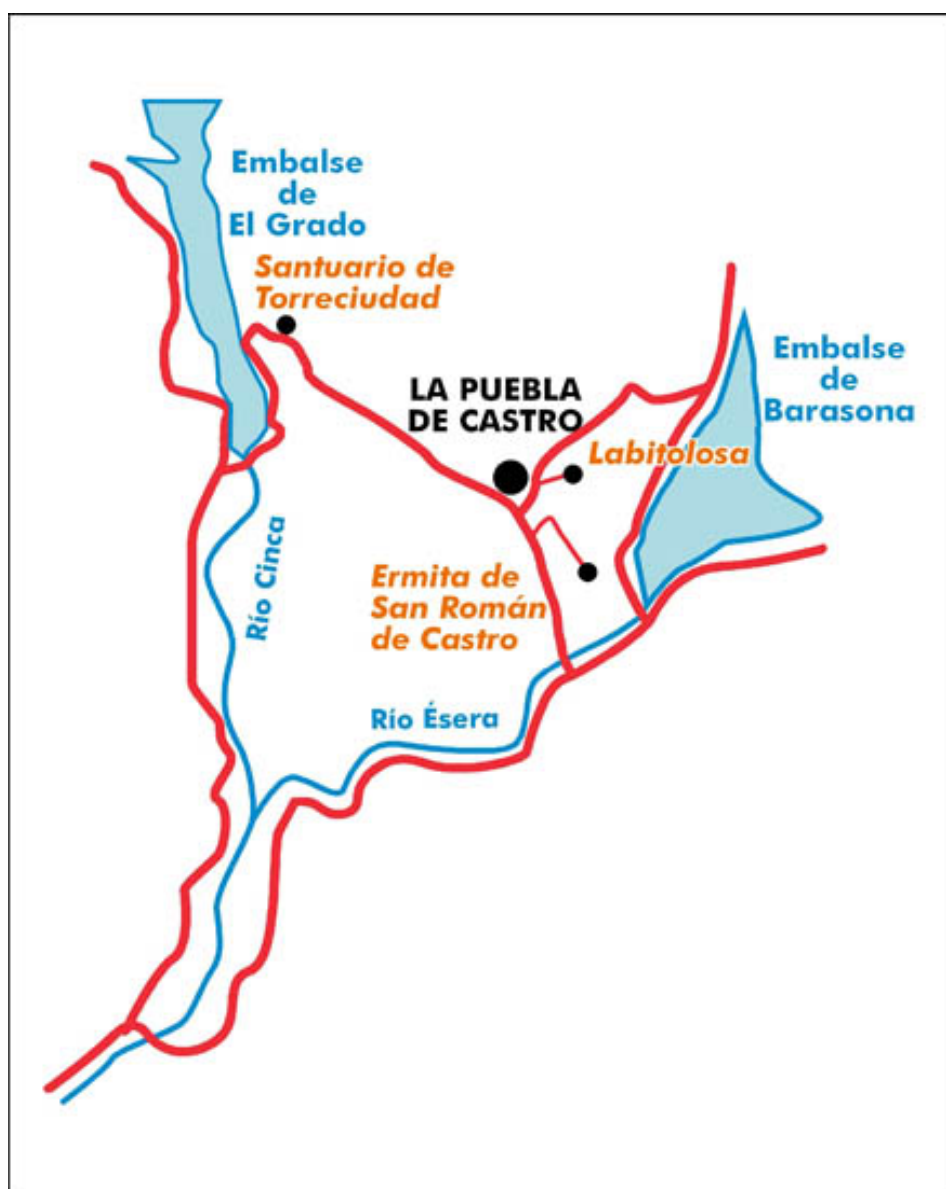 Embalse
de
El Grado
Santuario de
Torreciudad
LA PUEBLA
DE CASTRO
Embalse
de
Barasona
Labitolosa
Río Cinca
Ermita de
San Román
de Castro
Río Ésera